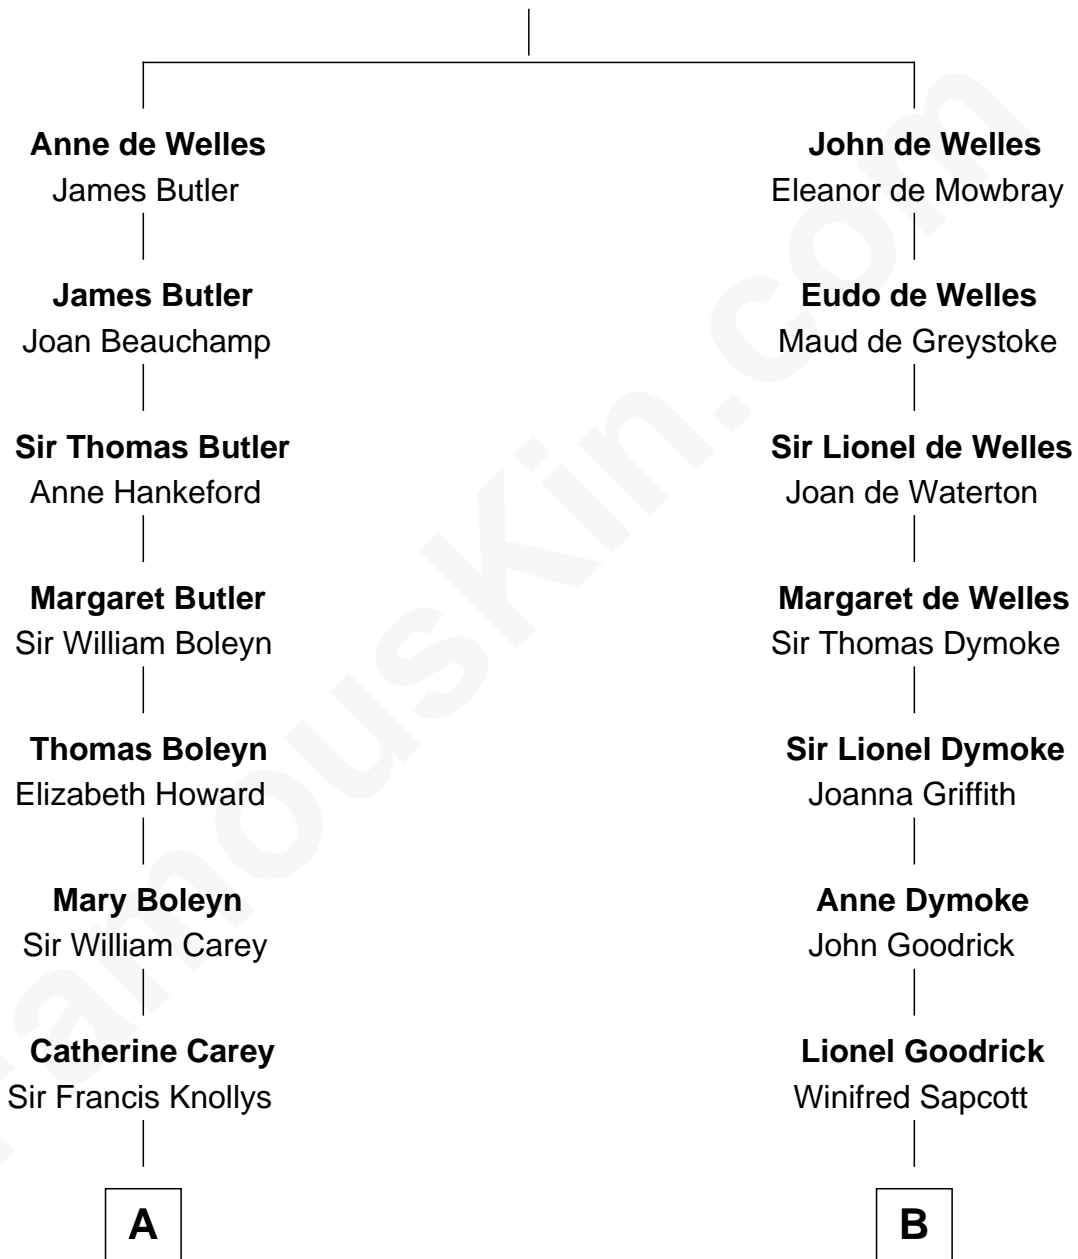 Anne de Welles
James Butler
James Butler
Joan Beauchamp
Sir Thomas Butler
Anne Hankeford
Margaret Butler
Sir William Boleyn
Thomas Boleyn
Elizabeth Howard
Mary Boleyn
Sir William Carey
Catherine Carey
Sir Francis Knollys
A
John de Welles
Eleanor de Mowbray
Eudo de Welles
Maud de Greystoke
Sir Lionel de Welles
Joan de Waterton
Margaret de Welles
Sir Thomas Dymoke
Sir Lionel Dymoke
Joanna Griffith
Anne Dymoke
John Goodrick
Lionel Goodrick
Winifred Sapcott
B
FamousKin.com